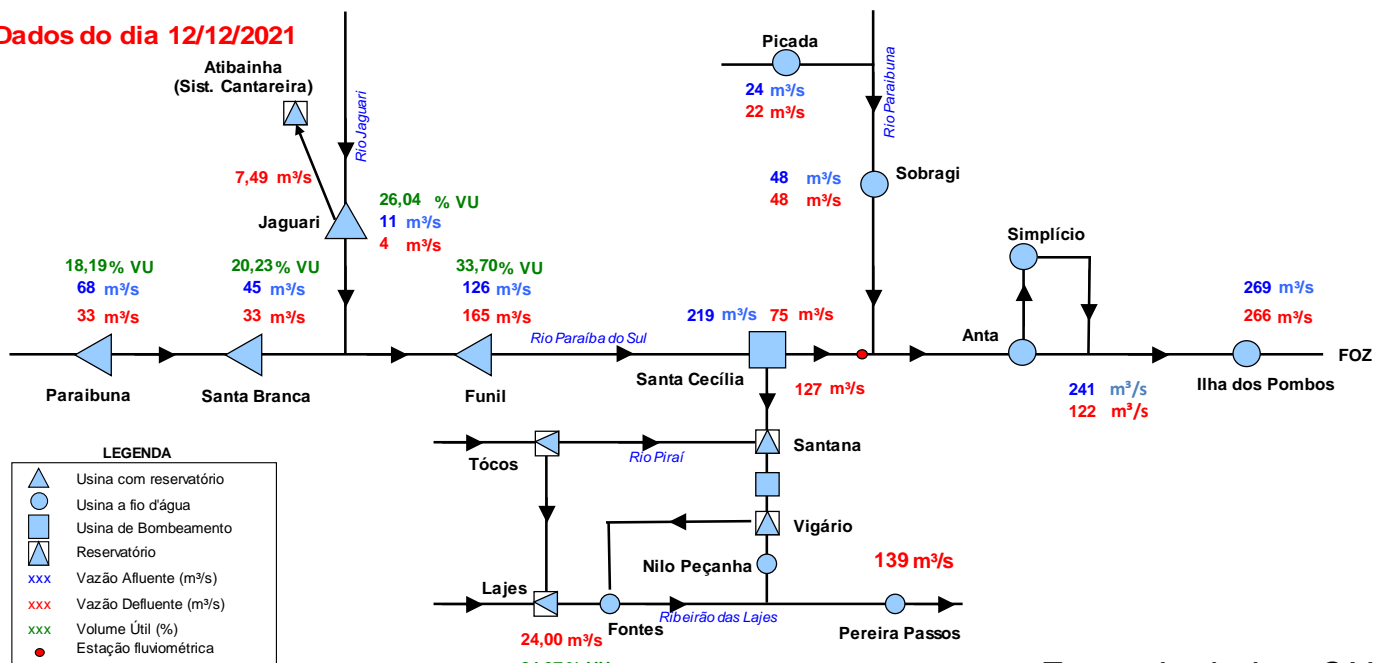 Dados do dia 12/12/2021
Atibainha
(Sist. Cantareira)
Rio Jaguari
7,49 m³/s
Jaguari
26,04 % VU
11 m³/s
4 m³/s
Picada
24 m³/s
22 m³/s
Rio Paraibuna
48 m³/s
48 m³/s
Sobragi
Simplício
18,19% VU
68 m³/s
33 m³/s
Paraibuna
20,23% VU
45 m³/s
33 m³/s
Santa Branca
33,70% VU
126 m³/s
165 m³/s
Funil
Rio Paraíba do Sul
219 m³/s 75 m³/s
Santa Cecília
127 m³/s
Anta
241 m³/s
122 m³/s
269 m³/s
266 m³/s
Ilha dos Pombos
FOZ
Tócos
Rio Piraí
Santana
Vigário
Nilo Peçanha
139 m³/s
Lajes
24,00 m³/s
Fontes
Ribeirão das Lajes
Pereira Passos
LEGENDA
Usina com reservatório
Usina a fio d'água
Usina de Bombeamento
Reservatório
xxx Vazão Afluente (m³/s)
xxx Vazão Defluente (m³/s)
xxx Volume Útil (%)
Estação fluviométrica